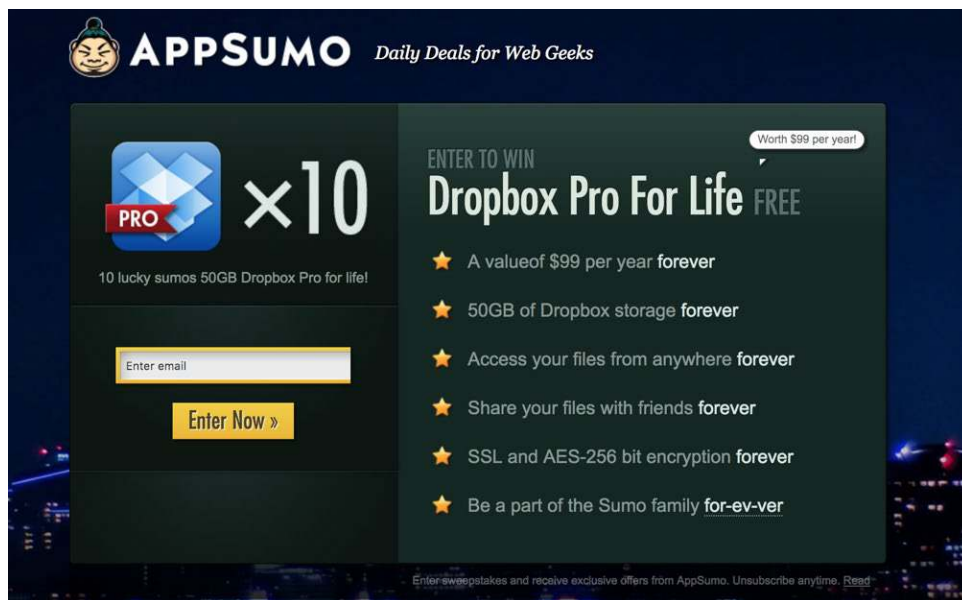 APPSUMO Daily Deals for Web Geeks
PRO
×10
10 lucky sumos 50GB Dropbox Pro for life!
Enter email
Enter Now »
Worth $99 per year!
ENTER TO WIN
Dropbox Pro For Life FREE
A valueof $99 per year forever
50GB of Dropbox storage forever
Access your files from anywhere forever
Share your files with friends forever
SSL and AES-256 bit encryption forever
Be a part of the Sumo family for-ev-ver
Enter sweepstakes and receive exclusive offers from AppSumo. Unsubscribe anytime. Read